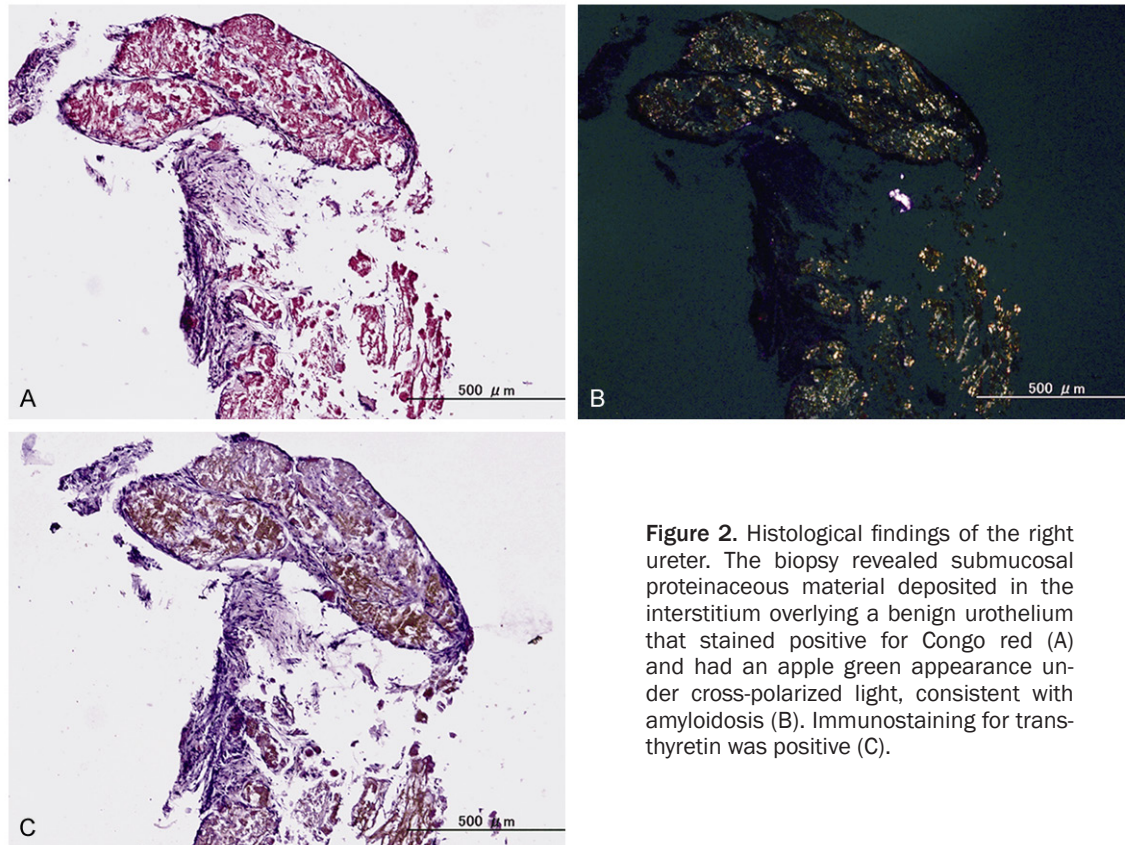 500 μm
A
500 μm
B
500 μm
C
Figure 2. Histological findings of the right
ureter. The biopsy revealed submucosal
proteinaceous material deposited in the
interstitium overlying a benign urothelium
that stained positive for Congo red (A)
and had an apple green appearance un-
der cross-polarized light, consistent with
amyloidosis (B). Immunostaining for trans-
thyretin was positive (C).